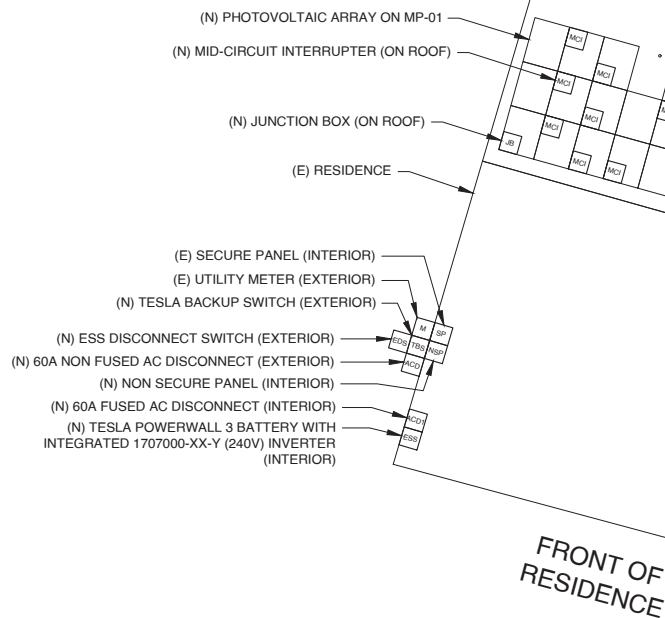 (N) PHOTOVOLTAIC ARRAY ON MP-01
(N) MID-CIRCUIT INTERRUPTER (ON ROOF)
(N) JUNCTION BOX (ON ROOF)
(E) RESIDENCE
MCI
MCI
MCI
MCI
MCI
JB
MCI
MCI
(E) SECURE PANEL (INTERIOR)
(E) UTILITY METER (EXTERIOR)
(N) TESLA BACKUP SWITCH (EXTERIOR)
(N) ESS DISCONNECT SWITCH (EXTERIOR)
(N) 60A NON FUSED AC DISCONNECT (EXTERIOR)
(N) NON SECURE PANEL (INTERIOR)
(N) 60A FUSED AC DISCONNECT (INTERIOR)
(N) TESLA POWERWALL 3 BATTERY WITH
INTEGRATED 1707000-XX-Y (240V) INVERTER
(INTERIOR)
M
SP
EDS
TBS
NSP
ACD
ACD1
ESS
FRONT OF
RESIDENCE